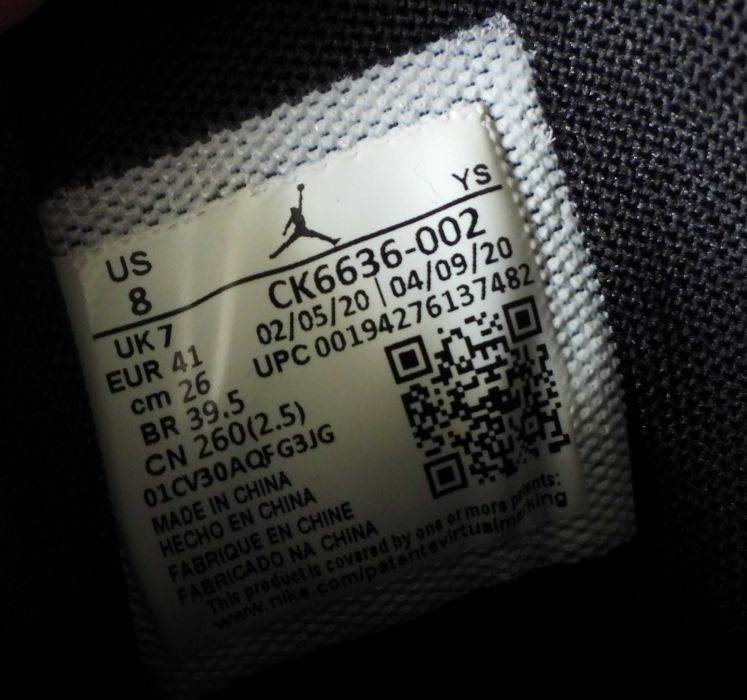 YS
US
8
CK6636-002
02/05/20 | 04/09/20
UPC 00194276137482
UK 7
EUR 41
cm 26
BR 39.5
CN 260(2.5)
01CV30AQFG3JG
MADE IN CHINA
HECHO EN CHINA
FABRIQUE EN CHINE
FABRICADO NA CHINA
This product is covered by one or more patents:
www.nike.com/patentsvirtualmarking